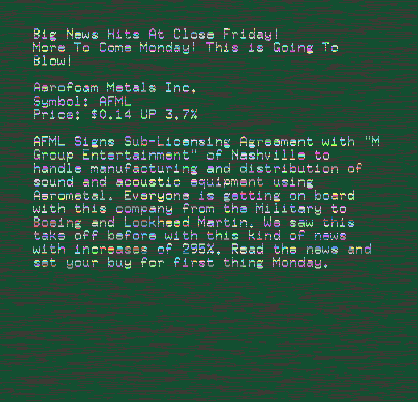 Big News Hits At Close Friday!
More To Come Monday! This is Going To
Blow!
Aerofoam Metals Inc.
Symbol: AFML
Price: $0.14 UP 3.7%
AFML Signs Sub-Licensing Agreement with "M
Group Entertainment" of Nashville to
handle manufacturing and distribution of
sound and acoustic equipment using
Aerometal. Everyone is getting on board
with this company from the Military to
Boeing and Lockheed Martin. We saw this
take off before with this kind of news
with increases of 295%. Read the news and
set your buy for first thing Monday.